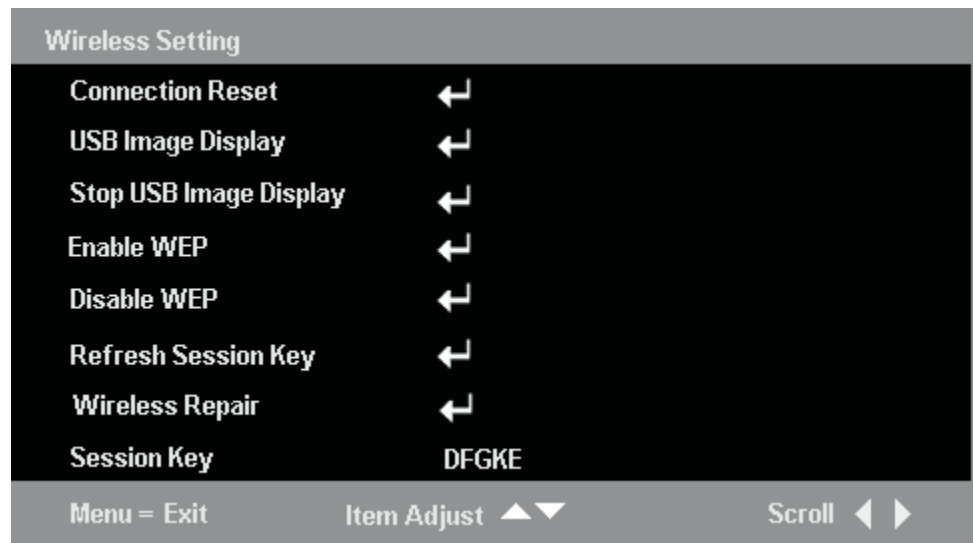 Wireless Setting
Connection Reset
USB Image Display
Stop USB Image Display
Enable WEP
Disable WEP
Refresh Session Key
Wireless Repair
Session Key DFGKE
Menu = Exit Item Adjust Scroll